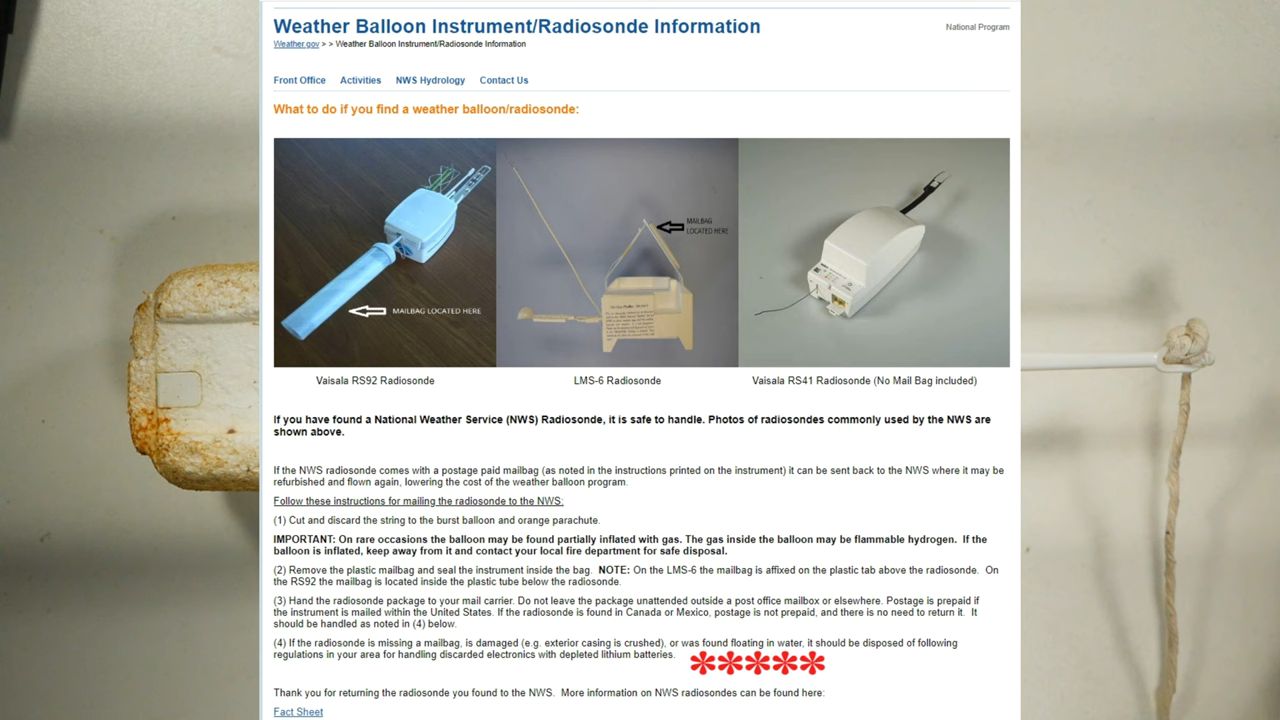 Weather Balloon Instrument/Radiosonde Information
National Program
Weather.gov > > Weather Balloon Instrument/Radiosonde Information
Front Office Activities NWS Hydrology Contact Us
What to do if you find a weather balloon/radiosonde:
MAILBAG
LOCATED HERE
MAILBAG LOCATED HERE
Vaisala RS92 Radiosonde
LMS-6 Radiosonde
Vaisala RS41 Radiosonde (No Mail Bag included)
If you have found a National Weather Service (NWS) Radiosonde, it is safe to handle. Photos of radiosondes commonly used by the NWS are
shown above.
If the NWS radiosonde comes with a postage paid mailbag (as noted in the instructions printed on the instrument) it can be sent back to the NWS where it may be
refurbished and flown again, lowering the cost of the weather balloon program.
Follow these instructions for mailing the radiosonde to the NWS:
(1) Cut and discard the string to the burst balloon and orange parachute.
IMPORTANT: On rare occasions the balloon may be found partially inflated with gas. The gas inside the balloon may be flammable hydrogen. If the
balloon is inflated, keep away from it and contact your local fire department for safe disposal.
(2) Remove the plastic mailbag and seal the instrument inside the bag. NOTE: On the LMS-6 the mailbag is affixed on the plastic tab above the radiosonde. On
the RS92 the mailbag is located inside the plastic tube below the radiosonde.
(3) Hand the radiosonde package to your mail carrier. Do not leave the package unattended outside a post office mailbox or elsewhere. Postage is prepaid if
the instrument is mailed within the United States. If the radiosonde is found in Canada or Mexico, postage is not prepaid, and there is no need to return it. It
should be handled as noted in (4) below.
(4) If the radiosonde is missing a mailbag, is damaged (e.g. exterior casing is crushed), or was found floating in water, it should be disposed of following
regulations in your area for handling discarded electronics with depleted lithium batteries. *****
Thank you for returning the radiosonde you found to the NWS. More information on NWS radiosondes can be found here:
Fact Sheet